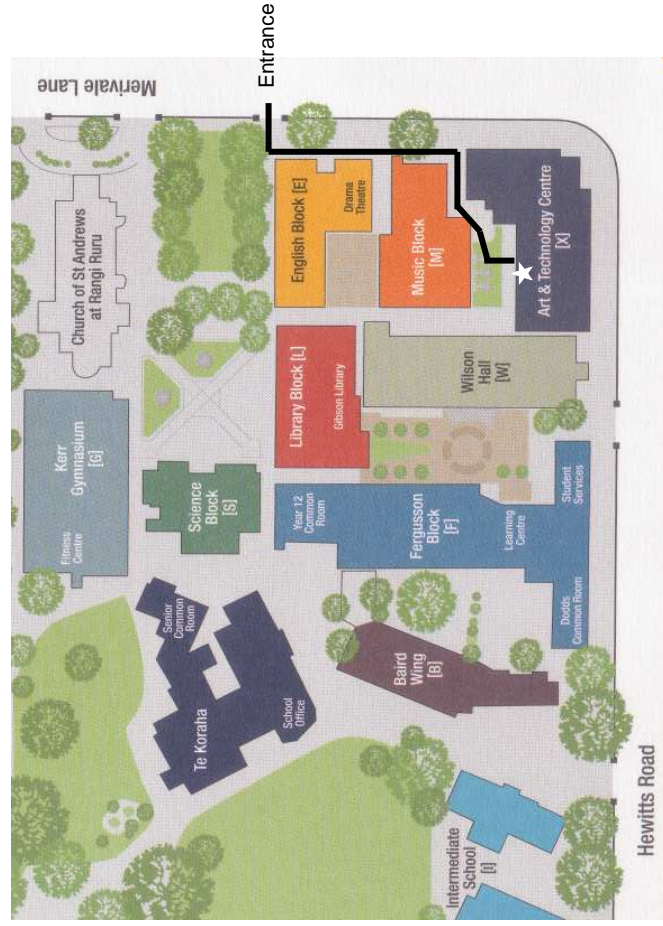 Entrance
Merivale Lane
Church of St Andrews
at Rangi Ruru
English Block [E]
Drama
Theatre
Music Block
[M]
Art & Technology Centre
[X]
Library Block [L]
Gibson Library
Wilson
Hall
[W]
Kerr
Gymnasium
[G]
Fitness
Centre
Science
Block
[S]
Year 12
Common
Room
Fergusson
Block
[F]
Learning
Centre
Student
Services
Dodds
Common Room
Senior
Common
Room
Te Koraha
School
Office
Baird
Wing
[B]
Intermediate
School
[I]
Hewitts Road